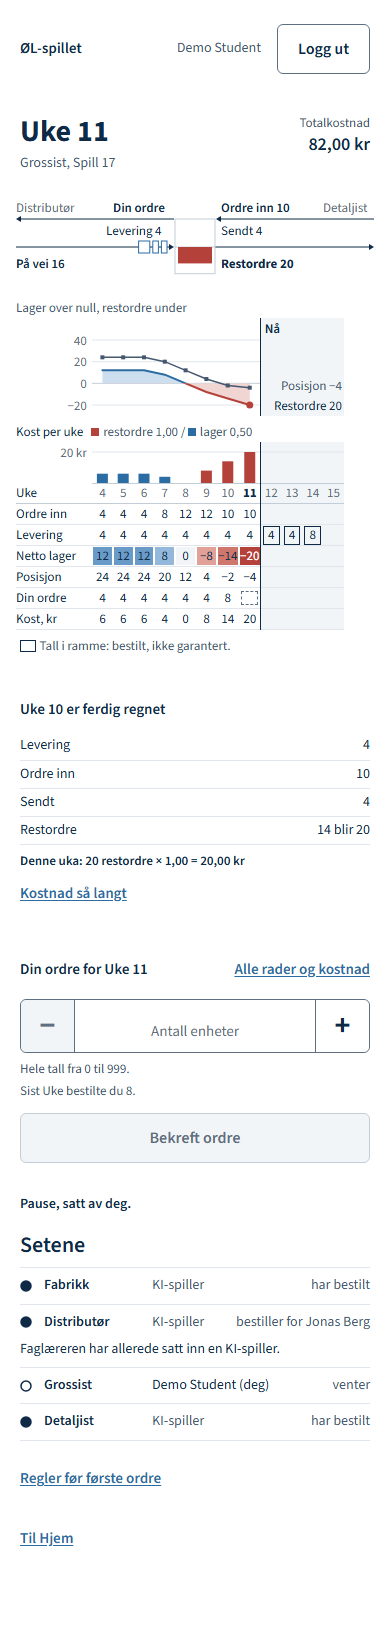 ØL-spillet Demo Student Logg ut
Uke 11 Totalkostnad
82,00 kr
Grossist, Spill 17
Distributør Din ordre Ordre inn 10 Detaljist
Levering 4 Sendt 4
På vei 16 Restordre 20
Lager over null, restordre under
Nå
40
20
0 Posisjon −4
−20 Restordre 20
Kost per uke restordre 1,00 / lager 0,50
20 kr
Uke 4 5 6 7 8 9 10 11 12 13 14 15
Ordre inn 4 4 4 8 12 12 10 10
Levering 4 4 4 4 4 4 4 4 4 4 8
Netto lager 12 12 12 8 0 −8 −14 −20
Posisjon 24 24 24 20 12 4 −2 −4
Din ordre 4 4 4 4 4 4 8
Kost, kr 6 6 6 4 0 8 14 20
Tall i ramme: bestilt, ikke garantert.
Uke 10 er ferdig regnet
Levering 4
Ordre inn 10
Sendt 4
Restordre 14 blir 20
Denne uka: 20 restordre × 1,00 = 20,00 kr
Kostnad så langt
Din ordre for Uke 11 Alle rader og kostnad
− Antall enheter +
Hele tall fra 0 til 999.
Sist Uke bestilte du 8.
Bekreft ordre
Pause, satt av deg.
Setene
Fabrikk KI-spiller har bestilt
Distributør KI-spiller bestiller for Jonas Berg
Faglæreren har allerede satt inn en KI-spiller.
Grossist Demo Student (deg) venter
Detaljist KI-spiller har bestilt
Regler før første ordre
Til Hjem